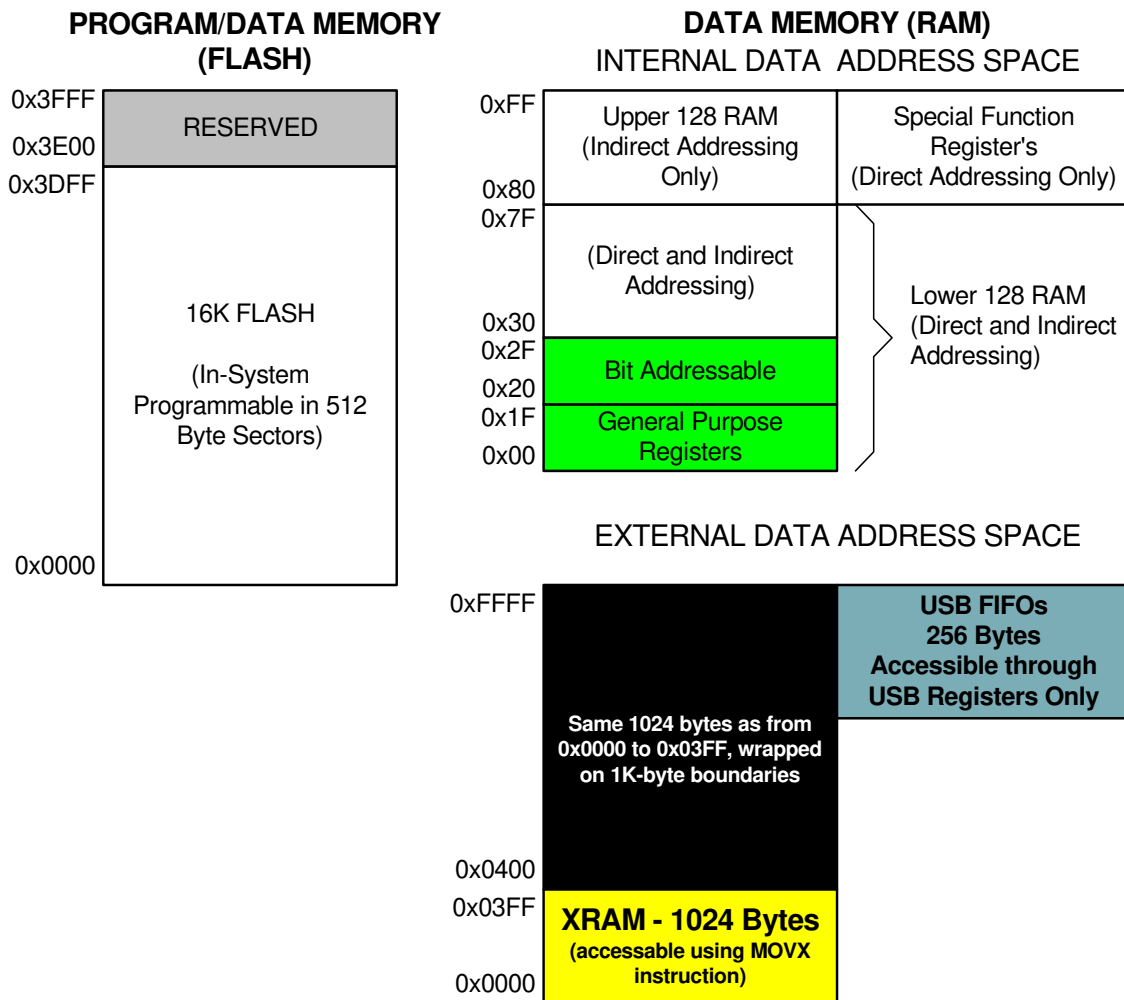 PROGRAM/DATA MEMORY
(FLASH)
0x3FFF
RESERVED
0x3E00
0x3DFF
16K FLASH
(In-System
Programmable in 512
Byte Sectors)
0x0000
DATA MEMORY (RAM)
INTERNAL DATA ADDRESS SPACE
0xFF
Upper 128 RAM
(Indirect Addressing
Only)
0x80
Special Function
Register's
(Direct Addressing Only)
0x7F
(Direct and Indirect
Addressing)
0x30
Lower 128 RAM
(Direct and Indirect
Addressing)
0x2F
Bit Addressable
0x20
0x1F
General Purpose
Registers
0x00
EXTERNAL DATA ADDRESS SPACE
0xFFFF
Same 1024 bytes as from
0x0000 to 0x03FF, wrapped
on 1K-byte boundaries
0x0400
USB FIFOs
256 Bytes
Accessible through
USB Registers Only
0x03FF
XRAM - 1024 Bytes
(accessable using MOVX
instruction)
0x0000